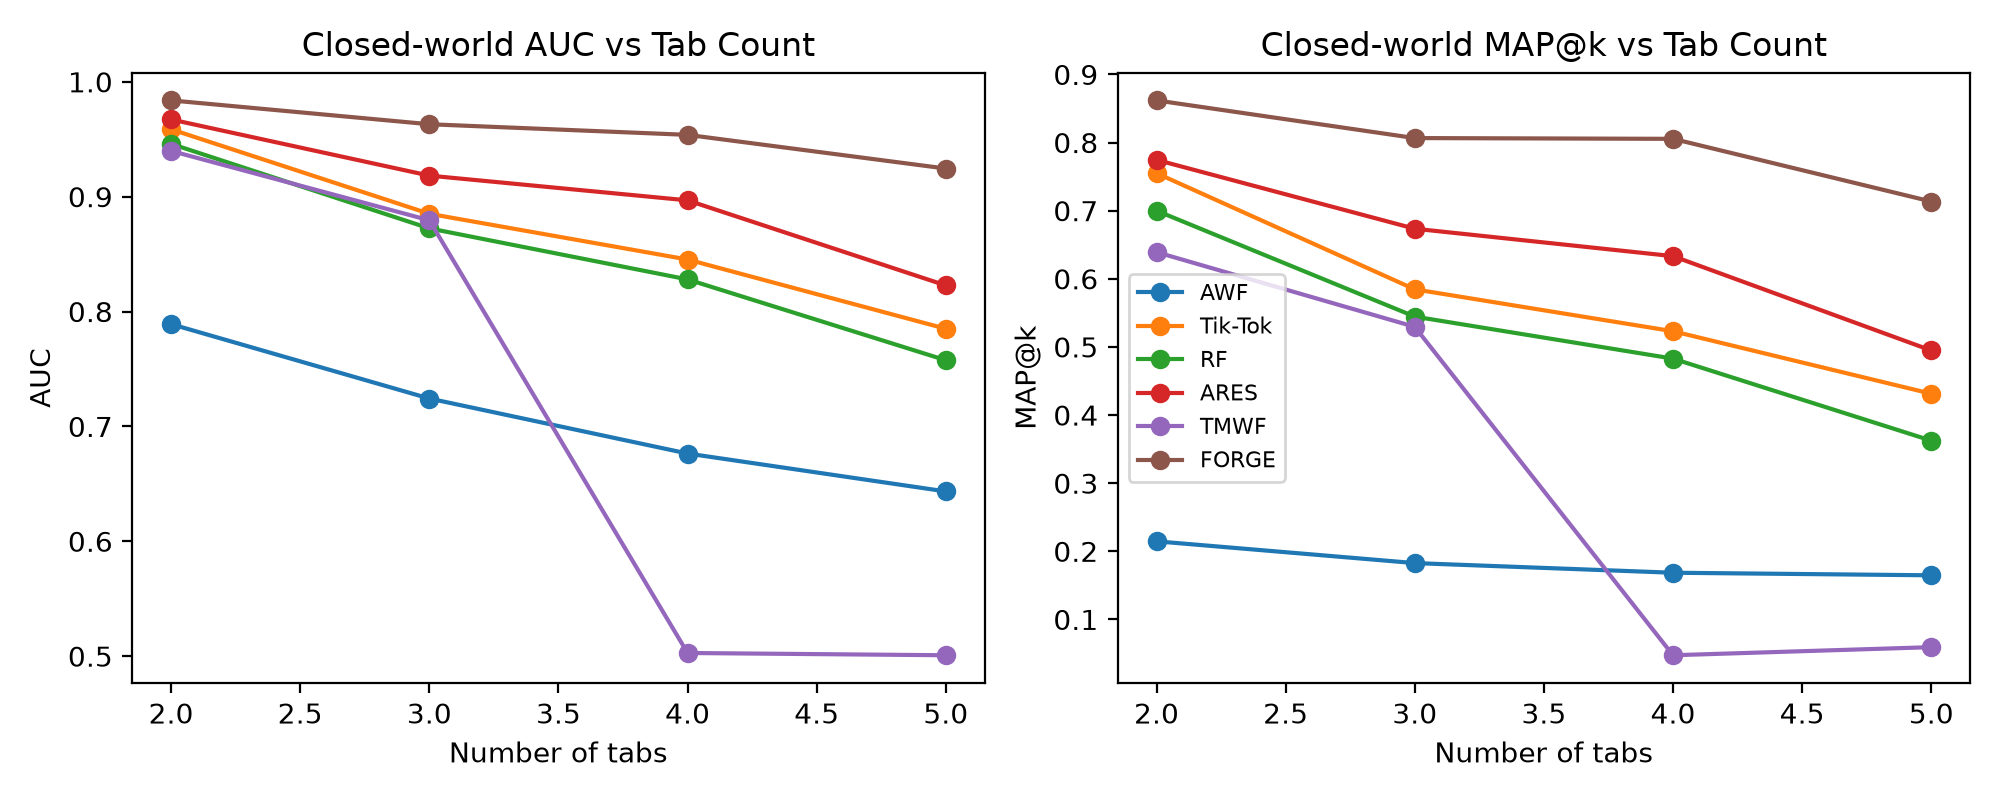 Closed-world AUC vs Tab Count
1.0
0.9
0.8
0.7
0.6
0.5
AUC
2.0 2.5 3.0 3.5 4.0 4.5 5.0
Number of tabs
Closed-world MAP@k vs Tab Count
0.9
0.8
0.7
0.6
0.5
0.4
0.3
0.2
0.1
MAP@k
AWF
Tik-Tok
RF
ARES
TMWF
FORGE
2.0 2.5 3.0 3.5 4.0 4.5 5.0
Number of tabs